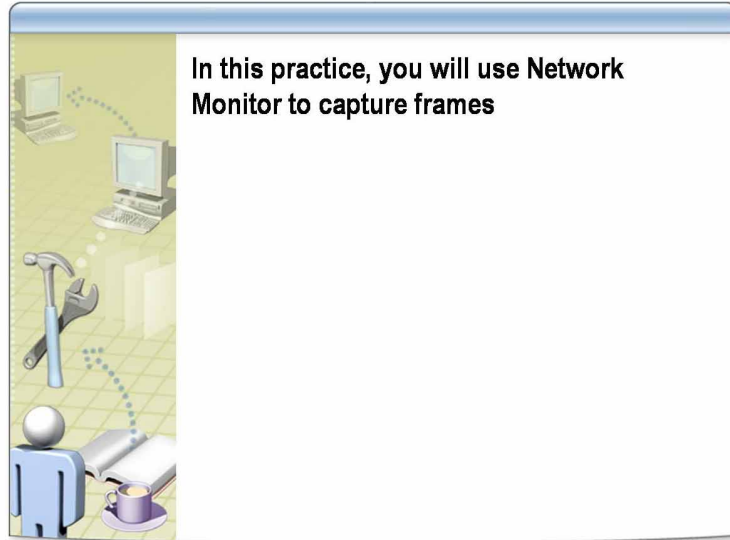 In this practice, you will use Network
Monitor to capture frames